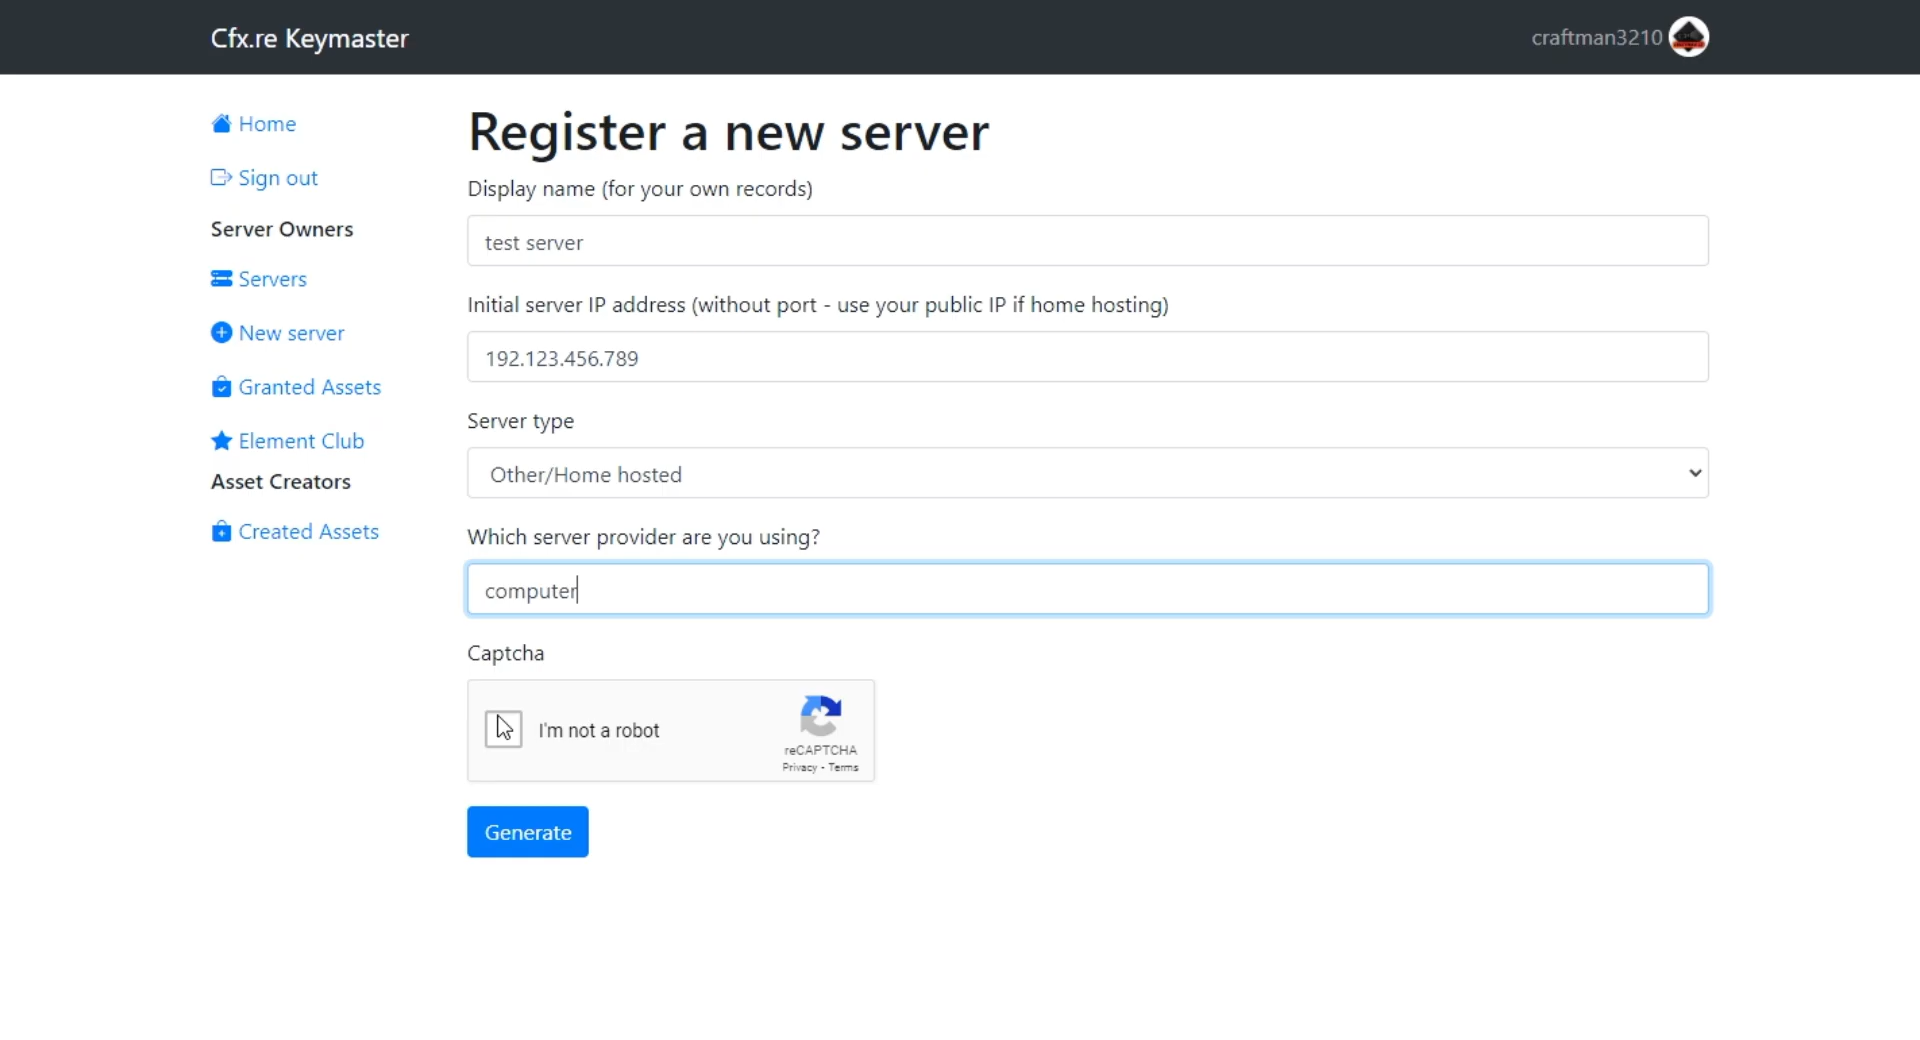 Cfx.re Keymaster
craftman3210
Home
Sign out
Server Owners
Servers
New server
Granted Assets
Element Club
Asset Creators
Created Assets
Register a new server
Display name (for your own records)
test server
Initial server IP address (without port - use your public IP if home hosting)
192.123.456.789
Server type
Other/Home hosted
Which server provider are you using?
computer
Captcha
I'm not a robot
reCAPTCHA
Privacy - Terms
Generate